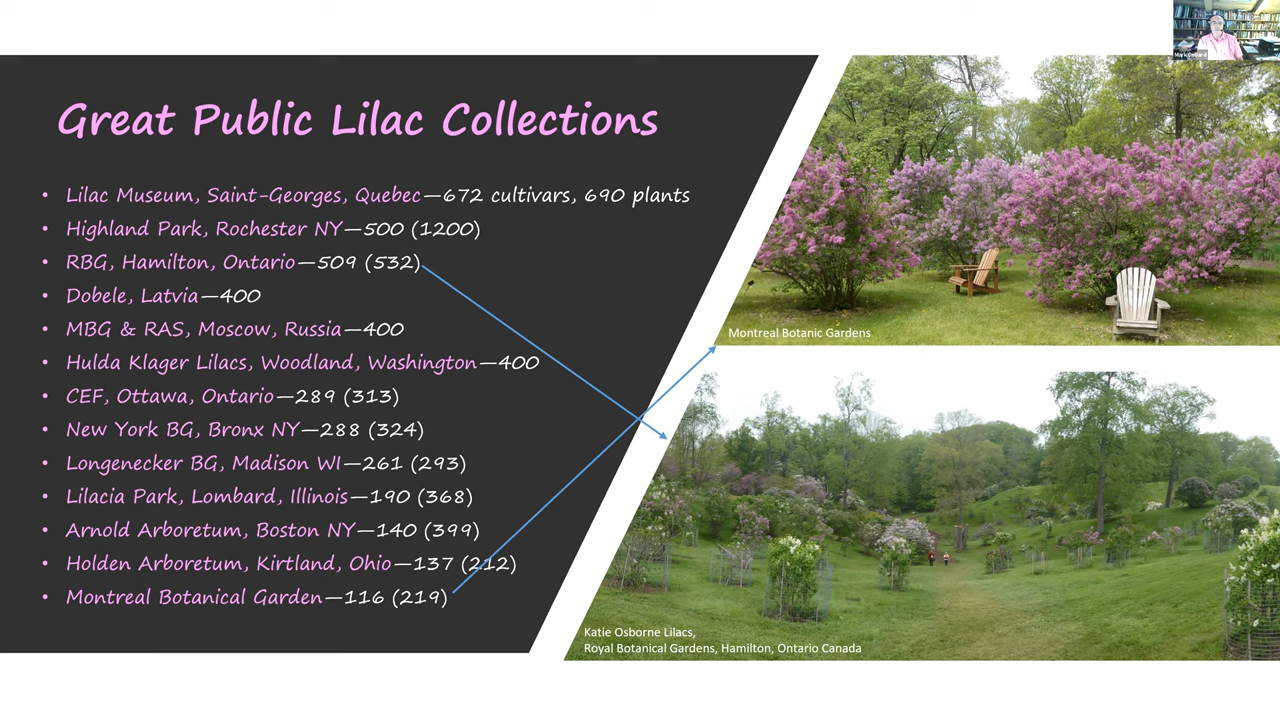 Great Public Lilac Collections
• Lilac Museum, Saint-Georges, Quebec—672 cultivars, 690 plants
• Highland Park, Rochester NY—500 (1200)
• RBG, Hamilton, Ontario—509 (532)
• Dobele, Latvia—400
• MBG & RAS, Moscow, Russia—400
• Hulda Klager Lilacs, Woodland, Washington—400
• CEF, Ottawa, Ontario—289 (313)
• New York BG, Bronx NY—288 (324)
• Longenecker BG, Madison WI—261 (293)
• Lilacia Park, Lombard, Illinois—190 (368)
• Arnold Arboretum, Boston NY—140 (399)
• Holden Arboretum, Kirtland, Ohio—137 (212)
• Montreal Botanical Garden—116 (219)
Montreal Botanic Gardens
Katie Osborne Lilacs,
Royal Botanical Gardens, Hamilton, Ontario Canada
Mark